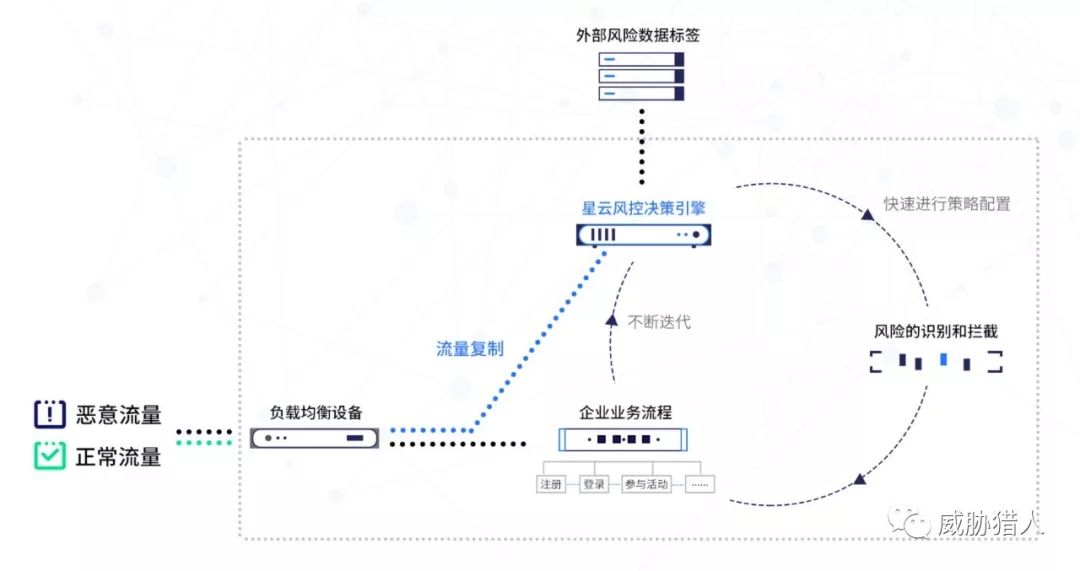 外部风险数据标签
星云风控决策引擎
快速进行策略配置
不断迭代
风险的识别和拦截
流量复制
恶意流量
正常流量
负载均衡设备
企业业务流程
注册
登录
参与活动
......
威胁猎人